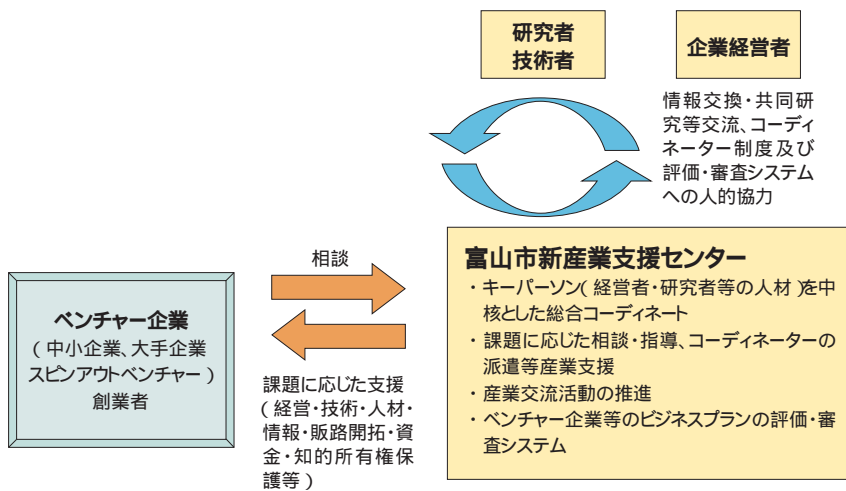 研究者
技術者
企業経営者
情報交換・共同研
究等交流、コーディ
ネーター制度及び
評価・審査システム
への人的協力
相談
ベンチャー企業
(中小企業、大手企業
スピンアウトベンチャー)
創業者
課題に応じた支援
(経営・技術・人材・
情報・販路開拓・資
金・知的所有権保
護等)
富山市新産業支援センター
・キーパーソン(経営者・研究者等の人材)を中
核とした総合コーディネート
・課題に応じた相談・指導、コーディネーターの
派遣等産業支援
・産業交流活動の推進
・ベンチャー企業等のビジネスプランの評価・審
査システム